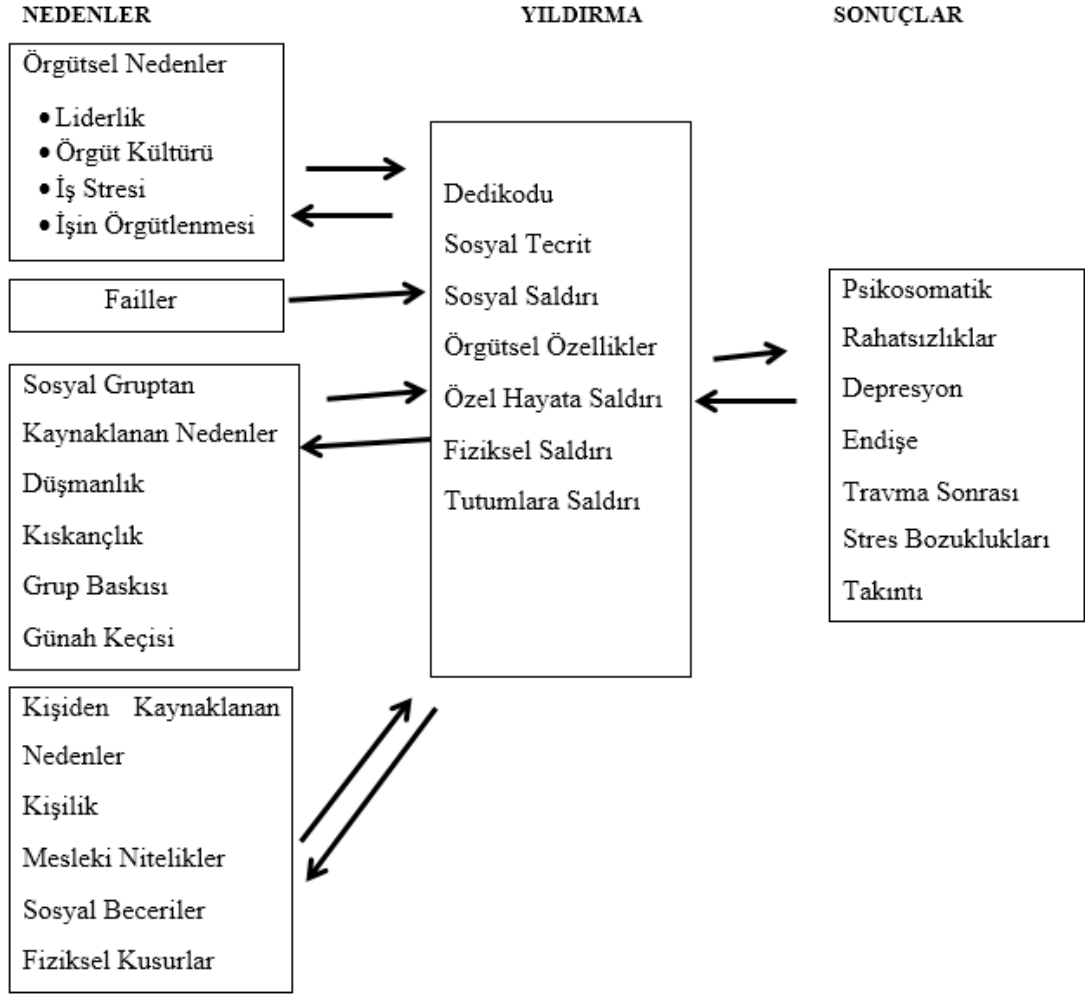 NEDENLER
YILDIRMA
SONUÇLAR
Örgütsel Nedenler
• Liderlik
• Örgüt Kültürü
• İş Stresi
• İşin Örgütlenmesi
Failler
Sosyal Gruptan
Kaynaklanan Nedenler
Düşmanlık
Kıskançlık
Grup Baskısı
Günah Keçisi
Kişiden Kaynaklanan
Nedenler
Kişilik
Mesleki Nitelikler
Sosyal Beceriler
Fiziksel Kusurlar
Dedikodu
Sosyal Tecrit
Sosyal Saldırı
Örgütsel Özellikler
Özel Hayata Saldırı
Fiziksel Saldırı
Tutumlara Saldırı
Psikosomatik
Rahatsızlıklar
Depresyon
Endişe
Travma Sonrası
Stres Bozuklukları
Takıntı